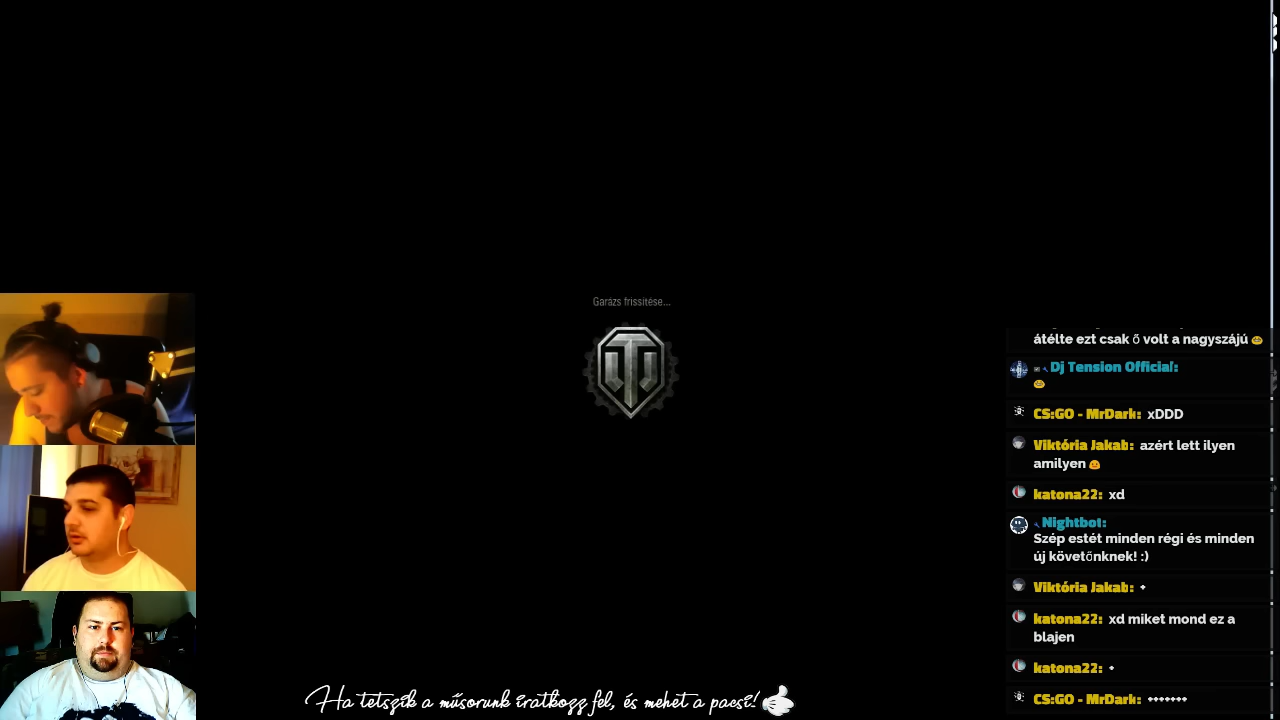 Garázs frissítése...
átélte ezt csak ő volt a nagyszájú
Dj Tension Official:
CS:GO - MrDark: xDDD
Viktória Jakab: azért lett ilyen
amilyen
katona22: xd
Nightbot:
Szép estét minden régi és minden
új követőnknek! :)
Viktória Jakab: +
katona22: xd miket mond ez a
blajen
katona22: +
CS:GO - MrDark: +++++++
Ha tetszik a műsorunk iratkozz fel, és mehet a pacsi!